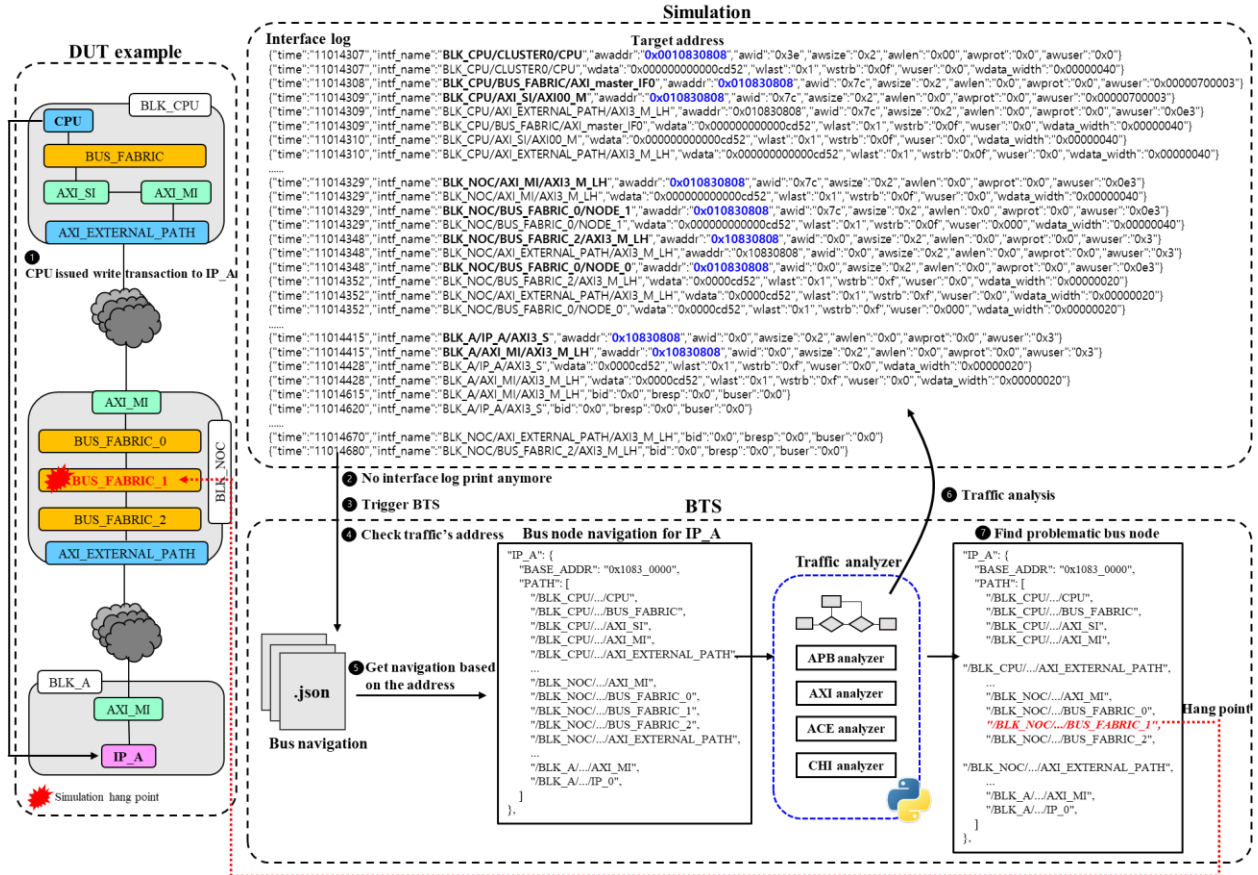 Simulation
DUT example
BLK_CPU
CPU
BUS_FABRIC
AXI_SI
AXI_MI
AXI_EXTERNAL_PATH
❶
CPU issued write transaction to IP_A
AXI_MI
BUS_FABRIC_0
BUS_FABRIC_1
BUS_FABRIC_2
AXI_EXTERNAL_PATH
BLK_NOC
BLK_A
AXI_MI
IP_A
Simulation hang point
Interface log
Target address
{"time":"11014307","intf_name":"BLK_CPU/CLUSTER0/CPU","awaddr":"0x0010830808","awid":"0x3e","awsize":"0x2","awlen":"0x00","awprot":"0x0","awuser":"0x0"}
{"time":"11014307","intf_name":"BLK_CPU/CLUSTER0/CPU","wdata":"0x000000000000cd52","wlast":"0x1","wstrb":"0x0f","wuser":"0x0","wdata_width":"0x00000040"}
{"time":"11014308","intf_name":"BLK_CPU/BUS_FABRIC/AXI_master_IF0","awaddr":"0x010830808","awid":"0x7c","awsize":"0x2","awlen":"0x0","awprot":"0x0","awuser":"0x00000700003"}
{"time":"11014309","intf_name":"BLK_CPU/AXI_SI/AXI00_M","awaddr":"0x010830808","awid":"0x7c","awsize":"0x2","awlen":"0x0","awprot":"0x0","awuser":"0x00000700003"}
{"time":"11014309","intf_name":"BLK_CPU/AXI_EXTERNAL_PATH/AXI3_M_LH","awaddr":"0x010830808","awid":"0x7c","awsize":"0x2","awlen":"0x0","awprot":"0x0","awuser":"0x0e3"}
{"time":"11014309","intf_name":"BLK_CPU/BUS_FABRIC/AXI_master_IF0","wdata":"0x000000000000cd52","wlast":"0x1","wstrb":"0x0f","wuser":"0x0","wdata_width":"0x00000040"}
{"time":"11014310","intf_name":"BLK_CPU/AXI_SI/AXI00_M","wdata":"0x000000000000cd52","wlast":"0x1","wstrb":"0x0f","wuser":"0x0","wdata_width":"0x00000040"}
{"time":"11014310","intf_name":"BLK_CPU/AXI_EXTERNAL_PATH/AXI3_M_LH","wdata":"0x000000000000cd52","wlast":"0x1","wstrb":"0x0f","wuser":"0x0","wdata_width":"0x00000040"}
......
{"time":"11014329","intf_name":"BLK_NOC/AXI_MI/AXI3_M_LH","awaddr":"0x010830808","awid":"0x7c","awsize":"0x2","awlen":"0x0","awprot":"0x0","awuser":"0x0e3"}
{"time":"11014329","intf_name":"BLK_NOC/AXI_MI/AXI3_M_LH","wdata":"0x000000000000cd52","wlast":"0x1","wstrb":"0x0f","wuser":"0x0","wdata_width":"0x00000040"}
{"time":"11014329","intf_name":"BLK_NOC/BUS_FABRIC_0/NODE_1","awaddr":"0x010830808","awid":"0x7c","awsize":"0x2","awlen":"0x0","awprot":"0x0","awuser":"0x0e3"}
{"time":"11014329","intf_name":"BLK_NOC/BUS_FABRIC_0/NODE_1","wdata":"0x000000000000cd52","wlast":"0x1","wstrb":"0x0f","wuser":"0x000","wdata_width":"0x00000040"}
{"time":"11014348","intf_name":"BLK_NOC/BUS_FABRIC_2/AXI3_M_LH","awaddr":"0x10830808","awid":"0x0","awsize":"0x2","awlen":"0x0","awprot":"0x0","awuser":"0x3"}
{"time":"11014348","intf_name":"BLK_NOC/AXI_EXTERNAL_PATH/AXI3_M_LH","awaddr":"0x10830808","awid":"0x0","awsize":"0x2","awlen":"0x0","awprot":"0x0","awuser":"0x3"}
{"time":"11014348","intf_name":"BLK_NOC/BUS_FABRIC_0/NODE_0","awaddr":"0x010830808","awid":"0x0","awsize":"0x2","awlen":"0x0","awprot":"0x0","awuser":"0x0e3"}
{"time":"11014352","intf_name":"BLK_NOC/BUS_FABRIC_2/AXI3_M_LH","wdata":"0x0000cd52","wlast":"0x1","wstrb":"0xf","wuser":"0x0","wdata_width":"0x00000020"}
{"time":"11014352","intf_name":"BLK_NOC/AXI_EXTERNAL_PATH/AXI3_M_LH","wdata":"0x0000cd52","wlast":"0x1","wstrb":"0xf","wuser":"0x0","wdata_width":"0x00000020"}
{"time":"11014352","intf_name":"BLK_NOC/BUS_FABRIC_0/NODE_0","wdata":"0x0000cd52","wlast":"0x1","wstrb":"0xf","wuser":"0x000","wdata_width":"0x00000020"}
......
{"time":"11014415","intf_name":"BLK_A/IP_A/AXI3_S","awaddr":"0x10830808","awid":"0x0","awsize":"0x2","awlen":"0x0","awprot":"0x0","awuser":"0x3"}
{"time":"11014415","intf_name":"BLK_A/AXI_MI/AXI3_M_LH","awaddr":"0x10830808","awid":"0x0","awsize":"0x2","awlen":"0x0","awprot":"0x0","awuser":"0x3"}
{"time":"11014428","intf_name":"BLK_A/IP_A/AXI3_S","wdata":"0x0000cd52","wlast":"0x1","wstrb":"0xf","wuser":"0x0","wdata_width":"0x00000020"}
{"time":"11014428","intf_name":"BLK_A/AXI_MI/AXI3_M_LH","wdata":"0x0000cd52","wlast":"0x1","wstrb":"0xf","wuser":"0x0","wdata_width":"0x00000020"}
{"time":"11014615","intf_name":"BLK_A/AXI_MI/AXI3_M_LH","bid":"0x0","bresp":"0x0","buser":"0x0"}
{"time":"11014620","intf_name":"BLK_A/IP_A/AXI3_S","bid":"0x0","bresp":"0x0","buser":"0x0"}
......
{"time":"11014670","intf_name":"BLK_NOC/AXI_EXTERNAL_PATH/AXI3_M_LH","bid":"0x0","bresp":"0x0","buser":"0x0"}
{"time":"11014680","intf_name":"BLK_NOC/BUS_FABRIC_2/AXI3_M_LH","bid":"0x0","bresp":"0x0","buser":"0x0"}
❷ No interface log print anymore
❸ Trigger BTS
❹ Check traffic's address
❺ Get navigation based
on the address
❻ Traffic analysis
BTS
.json
Bus navigation
Bus node navigation for IP_A
"IP_A": {
"BASE_ADDR": "0x1083_0000",
"PATH": [
"/BLK_CPU/.../CPU",
"/BLK_CPU/.../BUS_FABRIC",
"/BLK_CPU/.../AXI_SI",
"/BLK_CPU/.../AXI_MI",
"/BLK_CPU/.../AXI_EXTERNAL_PATH",
...
"/BLK_NOC/.../AXI_MI",
"/BLK_NOC/.../BUS_FABRIC_0",
"/BLK_NOC/.../BUS_FABRIC_1",
"/BLK_NOC/.../BUS_FABRIC_2",
"/BLK_NOC/.../AXI_EXTERNAL_PATH",
...
"/BLK_A/.../AXI_MI",
"/BLK_A/.../IP_0",
]
},
Traffic analyzer
APB analyzer
AXI analyzer
ACE analyzer
CHI analyzer
❼ Find problematic bus node
"IP_A": {
"BASE_ADDR": "0x1083_0000",
"PATH": [
"/BLK_CPU/.../CPU",
"/BLK_CPU/.../BUS_FABRIC",
"/BLK_CPU/.../AXI_SI",
"/BLK_CPU/.../AXI_MI",
"/BLK_CPU/.../AXI_EXTERNAL_PATH",
...
"/BLK_NOC/.../AXI_MI",
"/BLK_NOC/.../BUS_FABRIC_0",
"/BLK_NOC/.../BUS_FABRIC_1",
"/BLK_NOC/.../BUS_FABRIC_2",
"/BLK_NOC/.../AXI_EXTERNAL_PATH",
...
"/BLK_A/.../AXI_MI",
"/BLK_A/.../IP_0",
]
},
Hang point